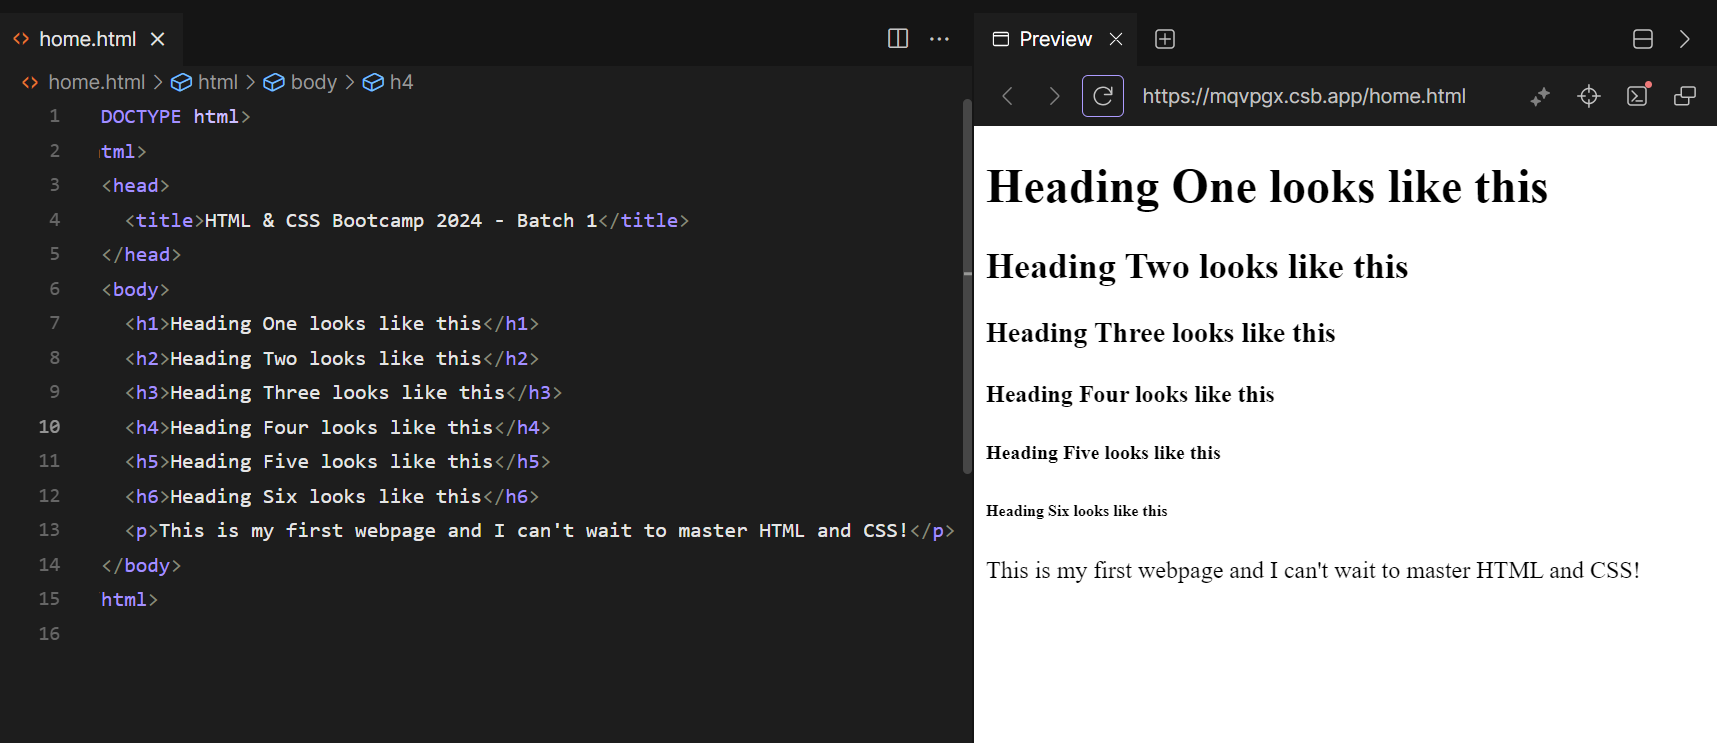 home.html
home.html > html > body > h4
1 DOCTYPE html>
2 tml>
3 <head>
4 <title>HTML & CSS Bootcamp 2024 - Batch 1</title>
5 </head>
6 <body>
7 <h1>Heading One looks like this</h1>
8 <h2>Heading Two looks like this</h2>
9 <h3>Heading Three looks like this</h3>
10 <h4>Heading Four looks like this</h4>
11 <h5>Heading Five looks like this</h5>
12 <h6>Heading Six looks like this</h6>
13 <p>This is my first webpage and I can't wait to master HTML and CSS!</p>
14 </body>
15 html>
16
Preview
https://mqvpgx.csb.app/home.html
Heading One looks like this
Heading Two looks like this
Heading Three looks like this
Heading Four looks like this
Heading Five looks like this
Heading Six looks like this
This is my first webpage and I can't wait to master HTML and CSS!